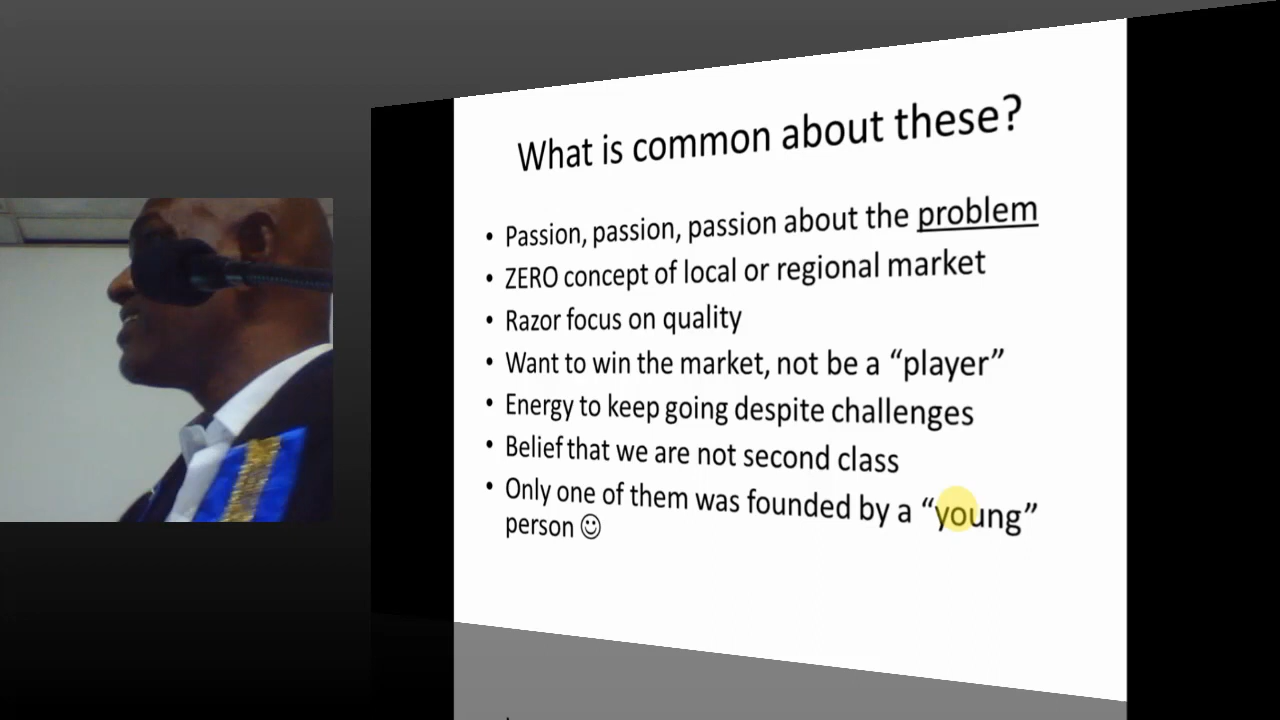 What is common about these?
• Passion, passion, passion about the problem
• ZERO concept of local or regional market
• Razor focus on quality
• Want to win the market, not be a “player”
• Energy to keep going despite challenges
• Belief that we are not second class
• Only one of them was founded by a “young”
person ☺